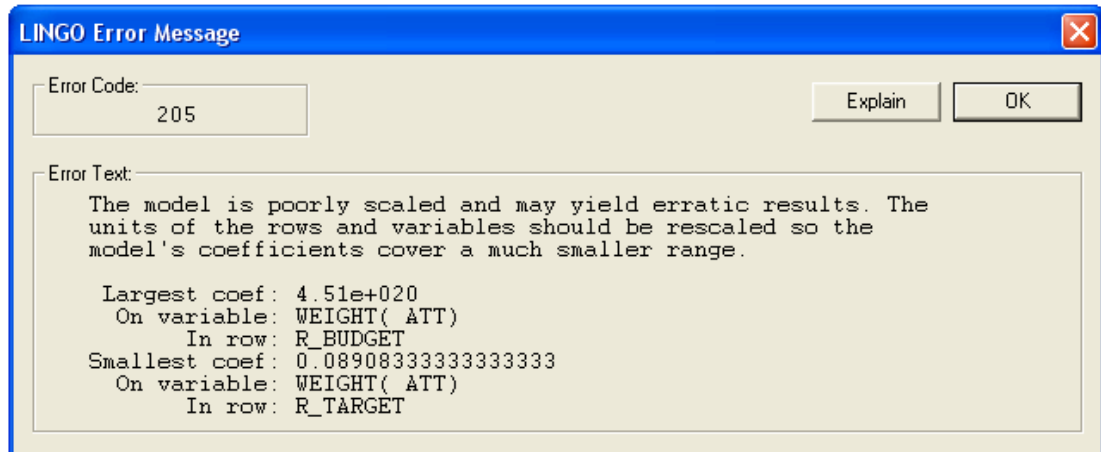 LINGO Error Message
Error Code:
205
Explain
OK
Error Text:
The model is poorly scaled and may yield erratic results. The
units of the rows and variables should be rescaled so the
model's coefficients cover a much smaller range.
Largest coef: 4.51e+020
On variable: WEIGHT( ATT)
In row: R_BUDGET
Smallest coef: 0.08908333333333333
On variable: WEIGHT( ATT)
In row: R_TARGET